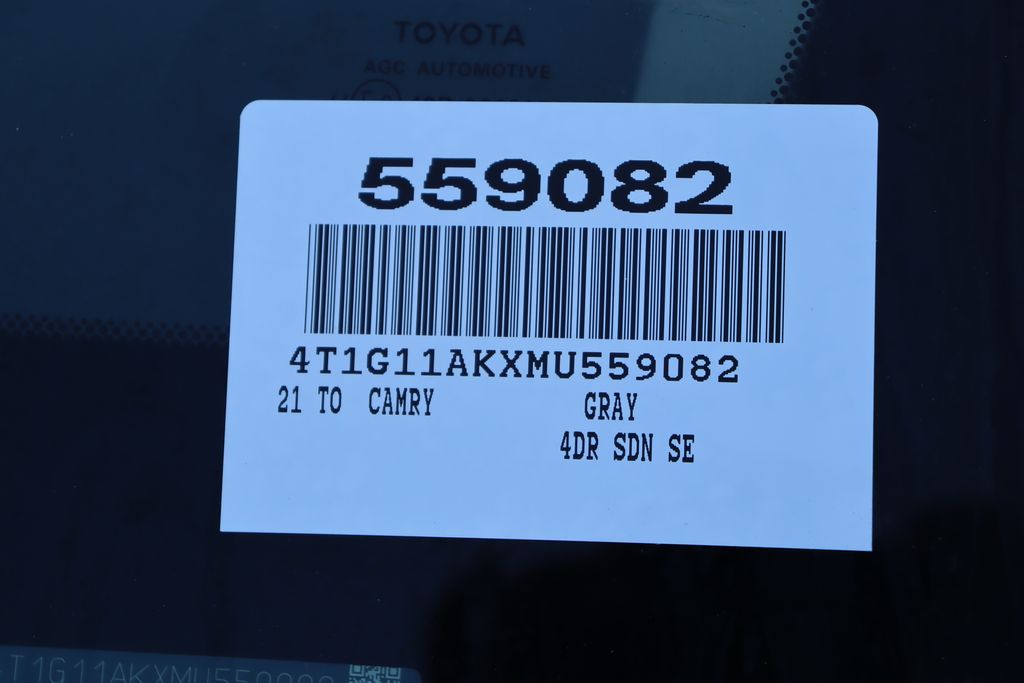 TOYOTA
AGC AUTOMOTIVE
559082
4T1G11AKXMU559082
21 TO CAMRY GRAY
4DR SDN SE